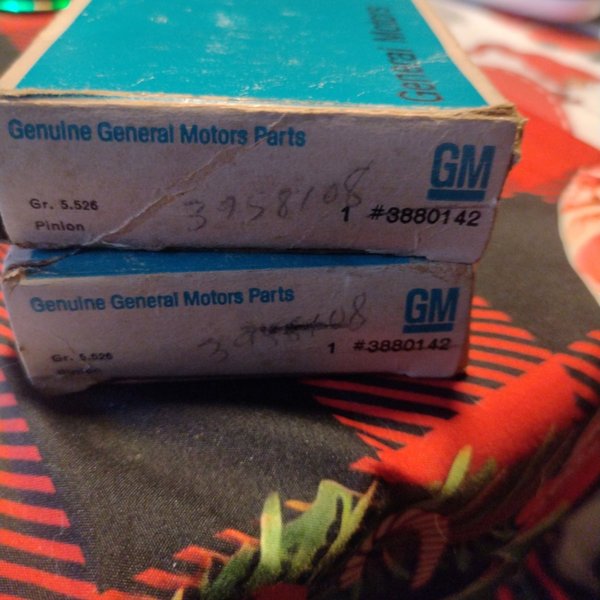 General Motors
Genuine General Motors Parts
GM
Gr. 5.526
Pinion
3958108
1 #3880142
Genuine General Motors Parts
GM
Gr. 5.526
Pinion
1 #3880142